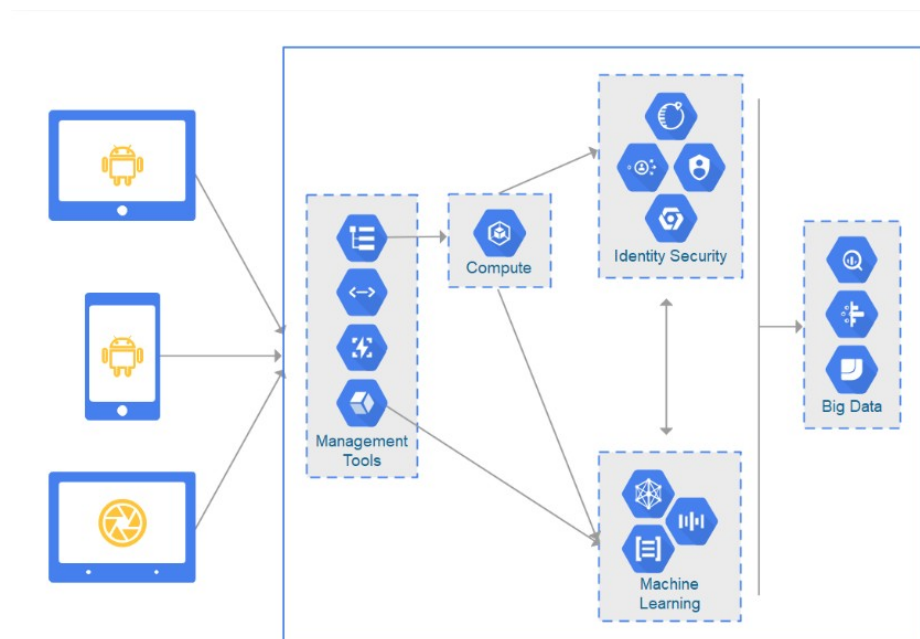 Identity Security
Compute
Big Data
Management
Tools
Machine
Learning